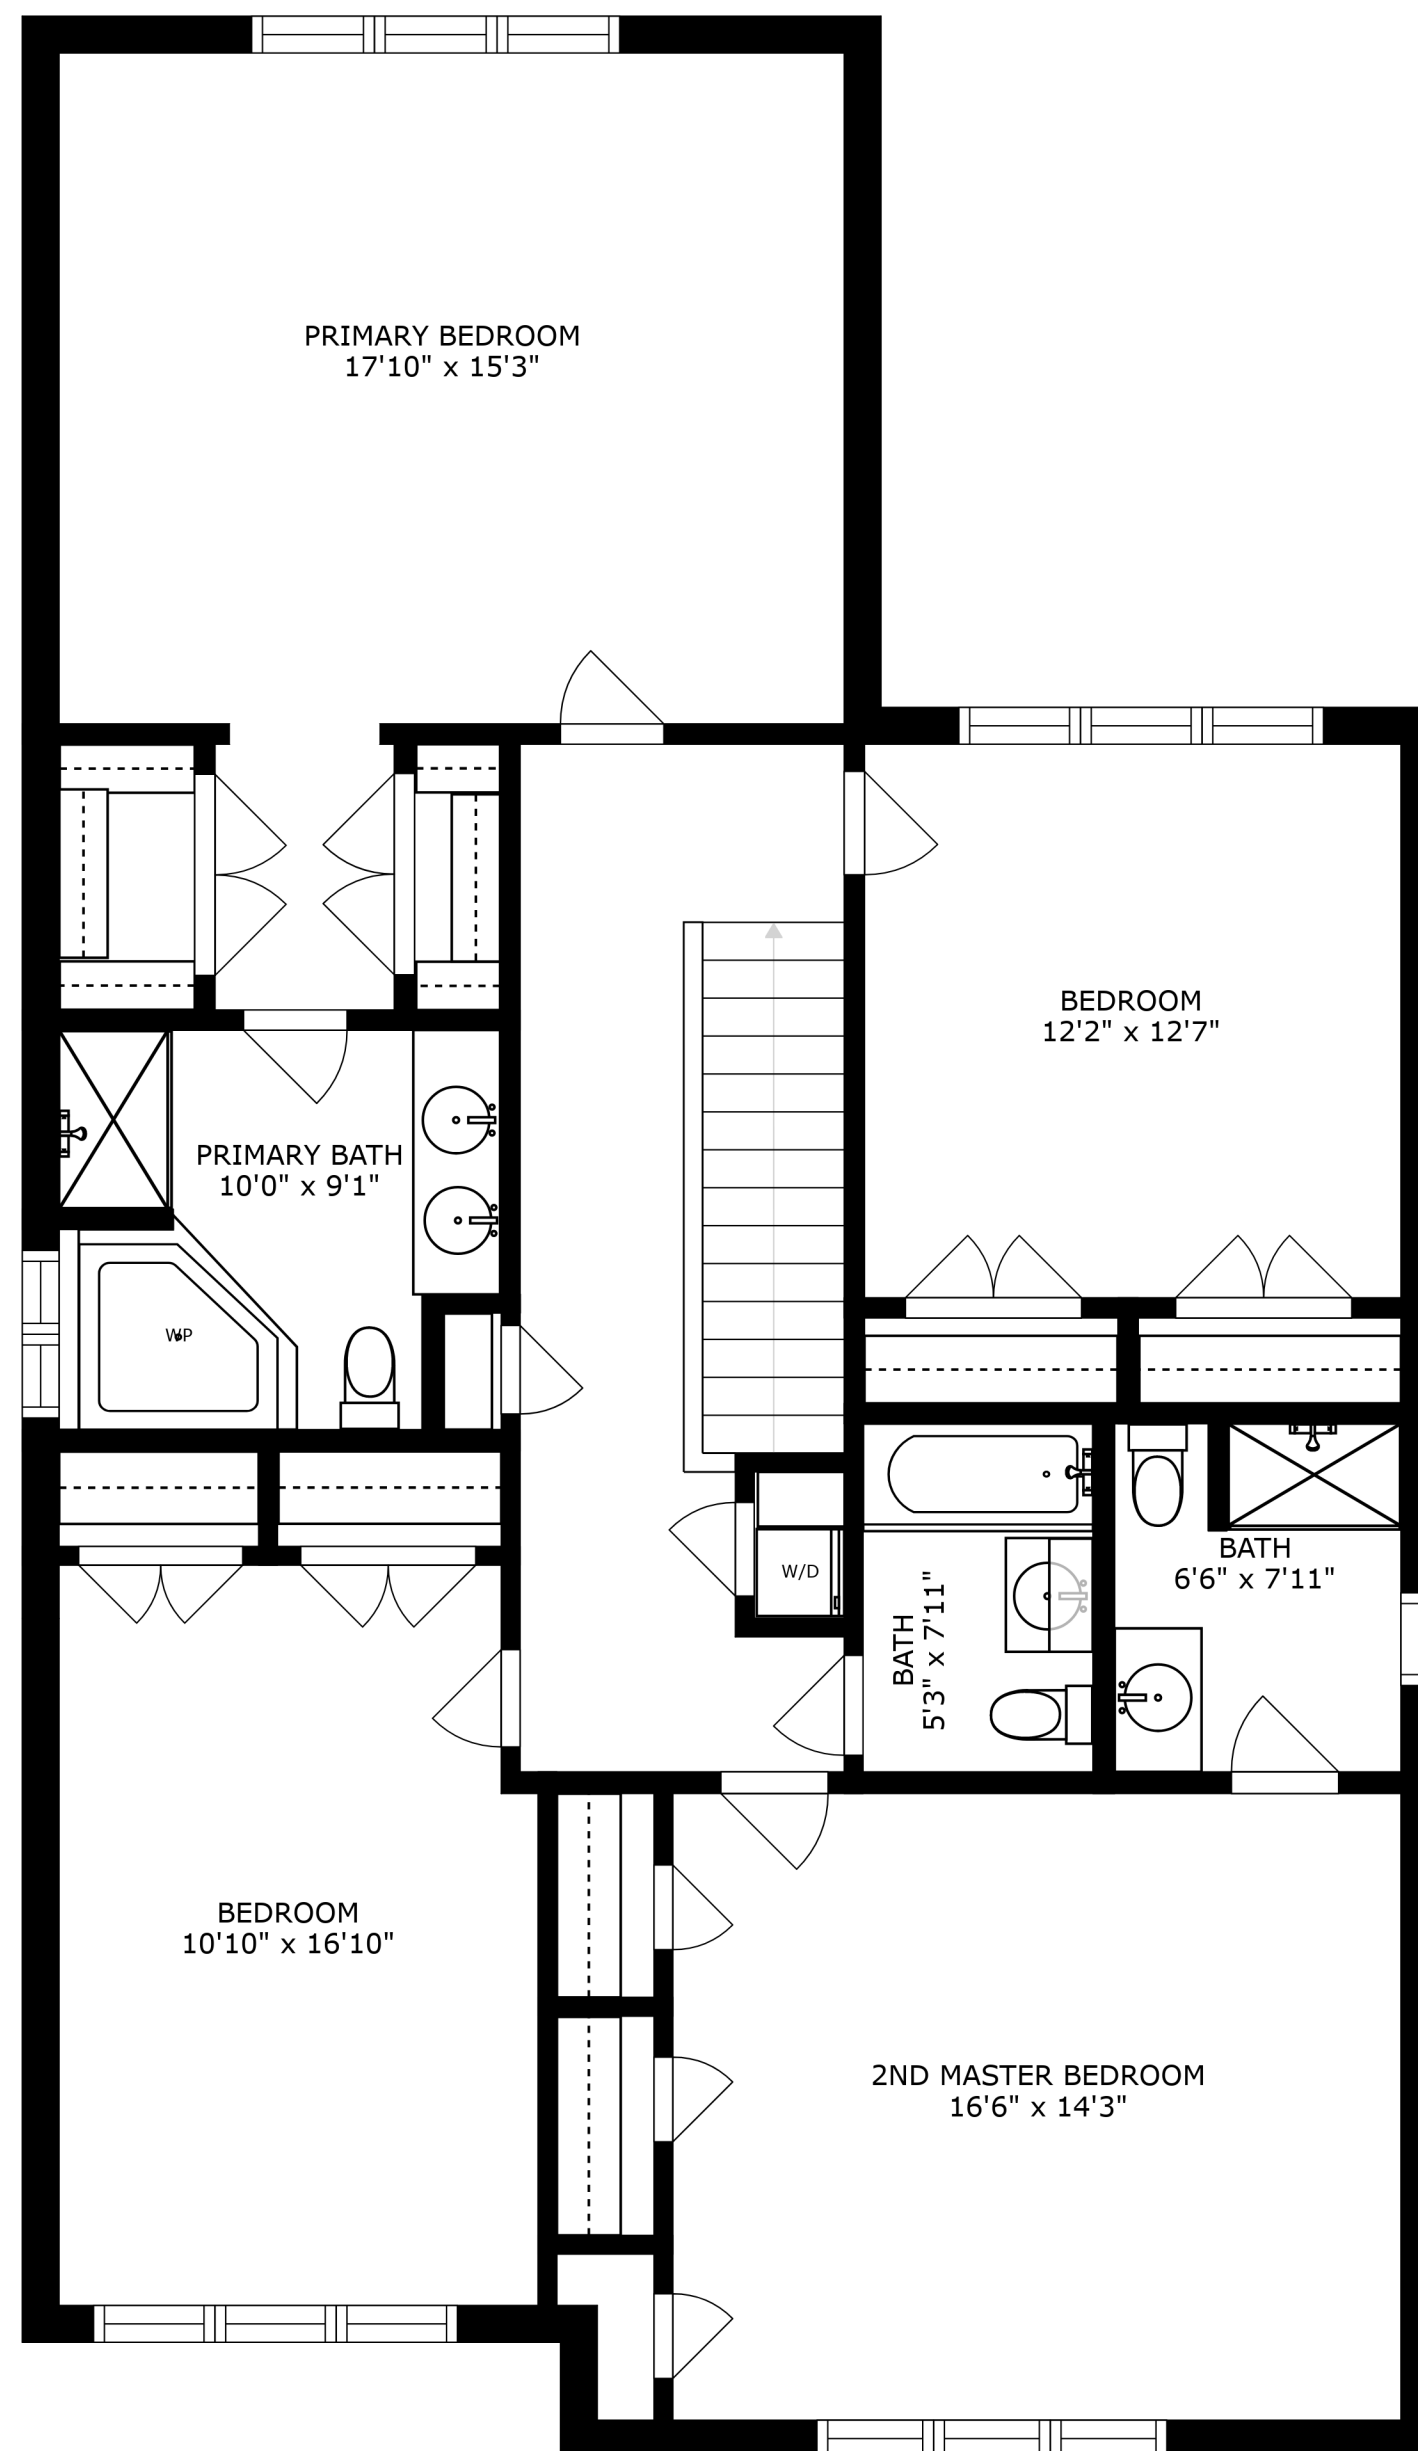 PRIMARY BEDROOM
17'10" x 15'3"
BEDROOM
12'2" x 12'7"
PRIMARY BATH
10'0" x 9'1"
WP
W/D
BATH
5'3" x 7'11"
BATH
6'6" x 7'11"
BEDROOM
10'10" x 16'10"
2ND MASTER BEDROOM
16'6" x 14'3"